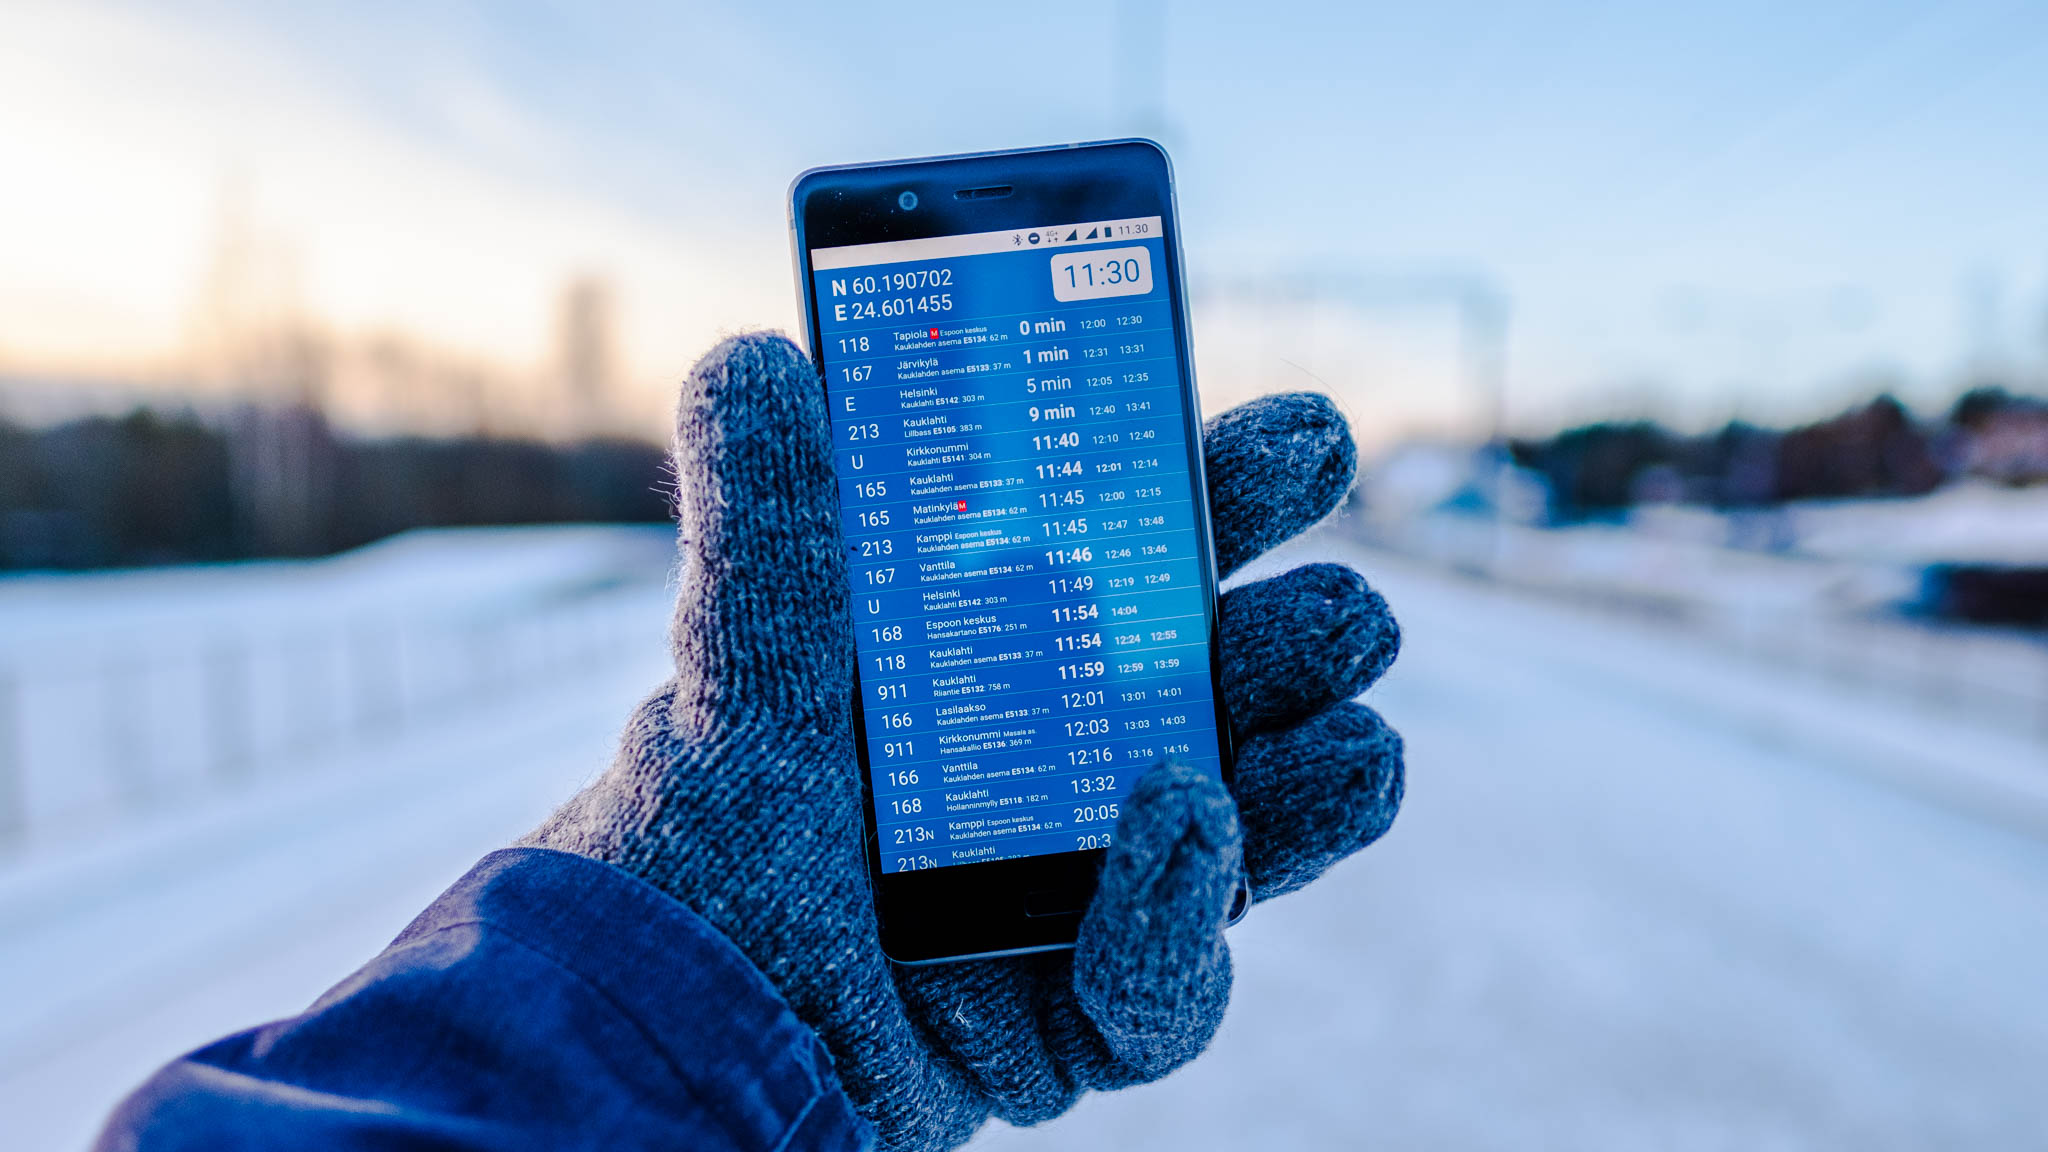 4G+ 11.30
N 60.190702 11:30
E 24.601455
118 Tapiola M Espoon keskus 0 min 12:00 12:30
Kauklahden asema E5134: 62 m
167 Järvikylä 1 min 12:31 13:31
Kauklahden asema E5133: 37 m
E Helsinki 5 min 12:05 12:35
Kauklahti E5142: 303 m
213 Kauklahti 9 min 12:40 13:41
Lillbass E5105: 383 m
U Kirkkonummi 11:40 12:10 12:40
Kauklahti E5141: 304 m
165 Kauklahti 11:44 12:01 12:14
Kauklahden asema E5133: 37 m
165 Matinkylä M 11:45 12:00 12:15
Kauklahden asema E5134: 62 m
213 Kamppi Espoon keskus 11:45 12:47 13:48
Kauklahden asema E5134: 62 m
167 Vanttila 11:46 12:46 13:46
Kauklahden asema E5134: 62 m
U Helsinki 11:49 12:19 12:49
Kauklahti E5142: 303 m
168 Espoon keskus 11:54 14:04
Hansakartano E5176: 251 m
118 Kauklahti 11:54 12:24 12:55
Kauklahden asema E5133: 37 m
911 Kauklahti 11:59 12:59 13:59
Riiantie E5132: 758 m
166 Lasilaakso 12:01 13:01 14:01
Kauklahden asema E5133: 37 m
911 Kirkkonummi Masala as. 12:03 13:03 14:03
Hansakallio E5136: 369 m
166 Vanttila 12:16 13:16 14:16
Kauklahden asema E5134: 62 m
168 Kauklahti 13:32
Hollanninmylly E5118: 182 m
213N Kamppi Espoon keskus 20:05
Kauklahden asema E5134: 62 m
213N Kauklahti 20:3